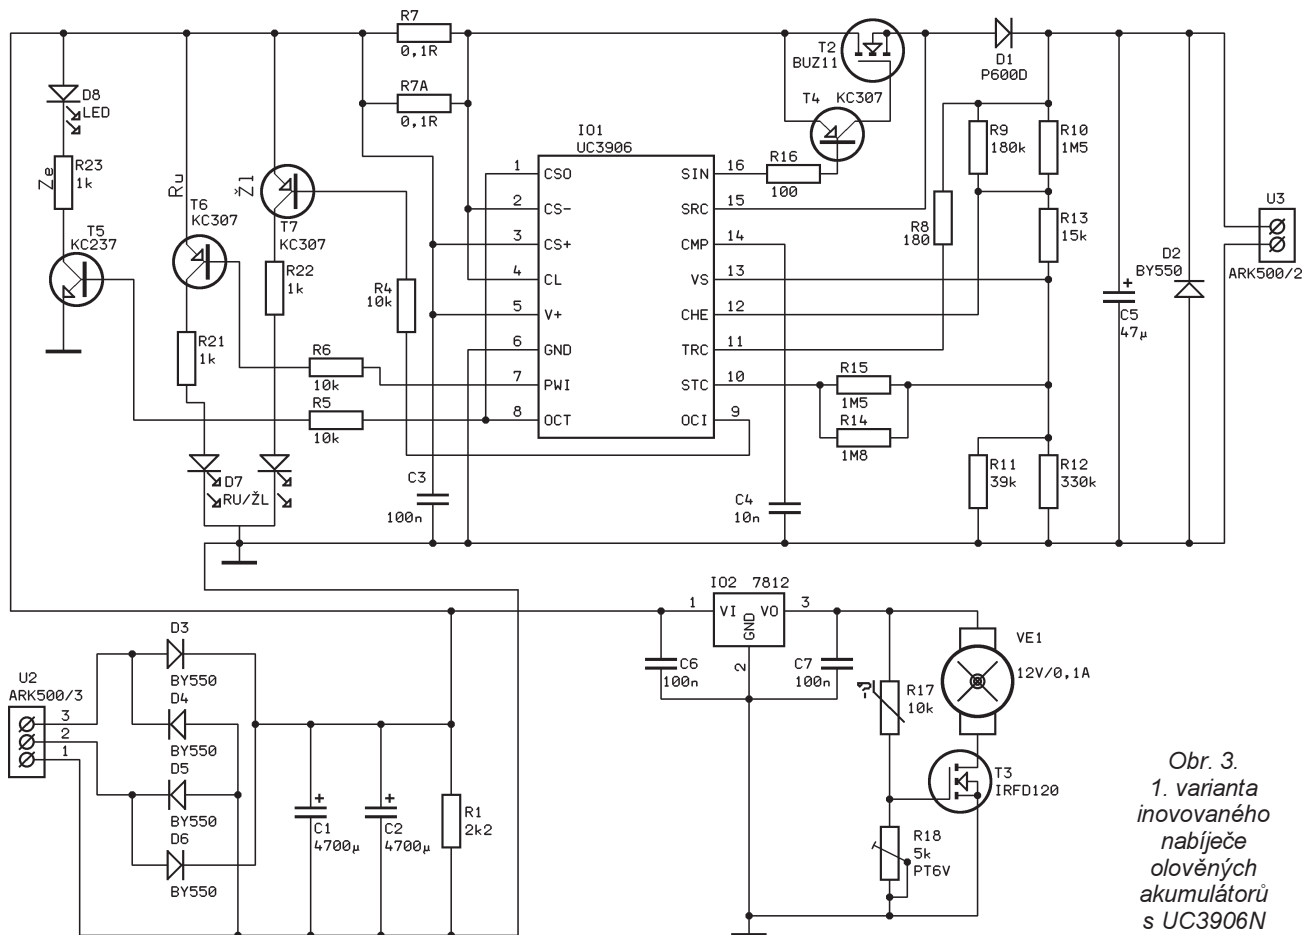 R7
0,1R
R7A
0,1R
D8
LED
R23
1k
Ze
T5
KC237
Ru
T6
KC307
R21
1k
Žl
T7
KC307
R22
1k
R4
10k
R6
10k
R5
10k
D7
RU/ŽL
C3
100n
IO1
UC3906
1 CSO SIN 16
2 CS- SRC 15
3 CS+ CMP 14
4 CL VS 13
5 V+ CHE 12
6 GND TRC 11
7 PWI STC 10
8 OCT OCI 9
T2
BUZ11
T4 KC307
R16
100
D1
P600D
R8
180
R9
180k
R10
1M5
R13
15k
R15
1M5
R14
1M8
R11
39k
R12
330k
C4
10n
C5
47µ
+
D2
BY550
U3
ARK500/2
U2
ARK500/3
3
2
1
D3
BY550
D4
BY550
D5
BY550
D6
BY550
+
C1
4700µ
+
C2
4700µ
R1
2k2
IO2 7812
1 VI VO 3
GND
2
C6
100n
C7
100n
R17
10k
-ϑ
VE1
12V/0,1A
T3
IRFD120
R18
5k
PT6V
Obr. 3.
1. varianta
inovovaného
nabíječe
olověných
akumulátorů
s UC3906N